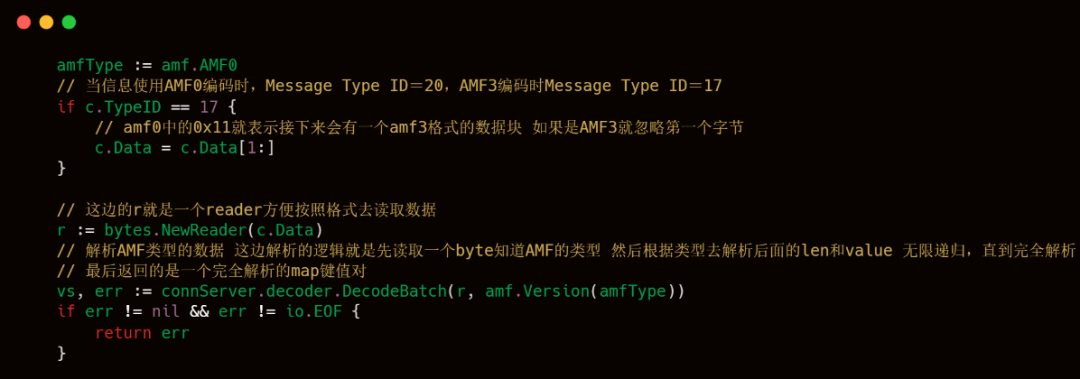 amfType := amf.AMF0
// 当信息使用AMF0编码时，Message Type ID＝20，AMF3编码时Message Type ID＝17
if c.TypeID == 17 {
// amf0中的0x11就表示接下来会有一个amf3格式的数据块 如果是AMF3就忽略第一个字节
c.Data = c.Data[1:]
}
// 这边的r就是一个reader方便按照格式去读取数据
r := bytes.NewReader(c.Data)
// 解析AMF类型的数据 这边解析的逻辑就是先读取一个byte知道AMF的类型 然后根据类型去解析后面的len和value 无限递归，直到完全解析
// 最后返回的是一个完全解析的map键值对
vs, err := connServer.decoder.DecodeBatch(r, amf.Version(amfType))
if err != nil && err != io.EOF {
return err
}